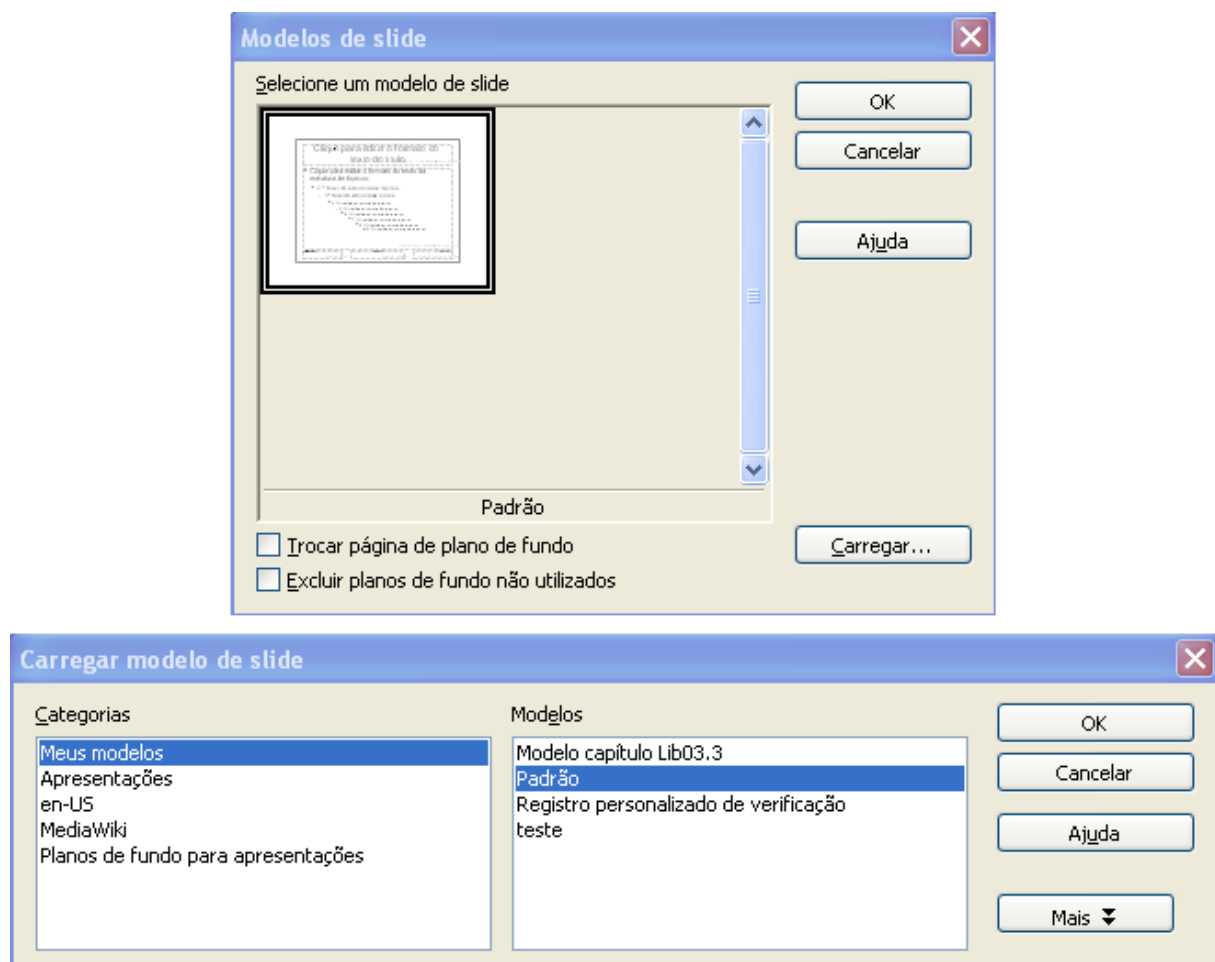 Modelos de slide
Selecione um modelo de slide
OK
Cancelar
Ajuda
Padrão
Trocar página de plano de fundo
Carregar...
Excluir planos de fundo não utilizados
Carregar modelo de slide
Categorias
Modelos
OK
Meus modelos
Modelo capítulo Lib03.3
Apresentações
Padrão
Cancelar
en-US
Registro personalizado de verificação
MediaWiki
teste
Ajuda
Planos de fundo para apresentações
Mais